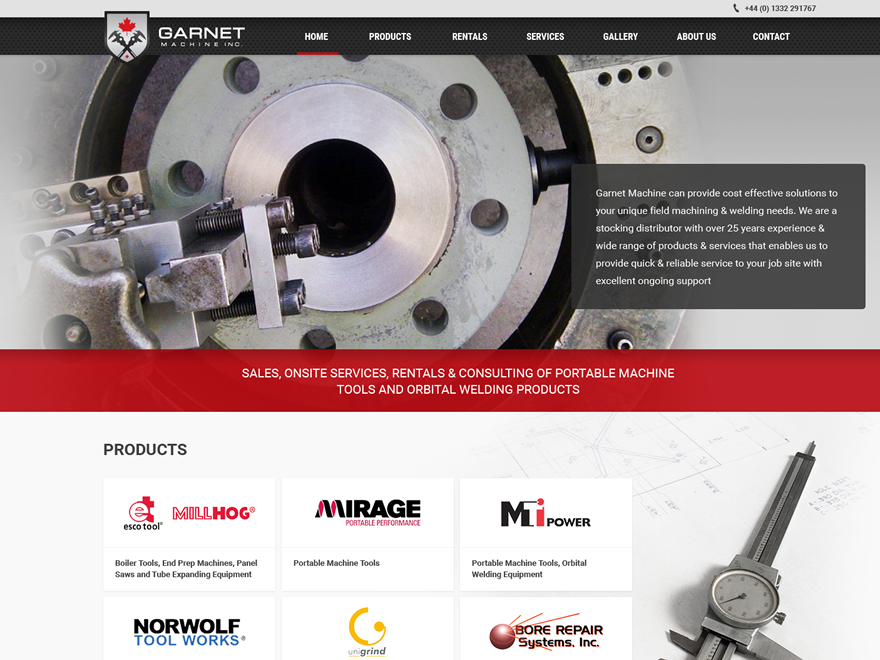 +44 (0) 1332 291767
GARNET
MACHINE INC.
HOME
PRODUCTS
RENTALS
SERVICES
GALLERY
ABOUT US
CONTACT
Garnet Machine can provide cost effective solutions to
your unique field machining & welding needs. We are a
stocking distributor with over 25 years experience &
wide range of products & services that enables us to
provide quick & reliable service to your job site with
excellent ongoing support
SALES, ONSITE SERVICES, RENTALS & CONSULTING OF PORTABLE MACHINE
TOOLS AND ORBITAL WELDING PRODUCTS
PRODUCTS
et
esco tool®
MILLHOG®
MIRAGE
PORTABLE PERFORMANCE
MTi
POWER
Boiler Tools, End Prep Machines, Panel
Saws and Tube Expanding Equipment
Portable Machine Tools
Portable Machine Tools, Orbital
Welding Equipment
NORWOLF
TOOL WORKS®
unigrind
BORE REPAIR
Systems, Inc.